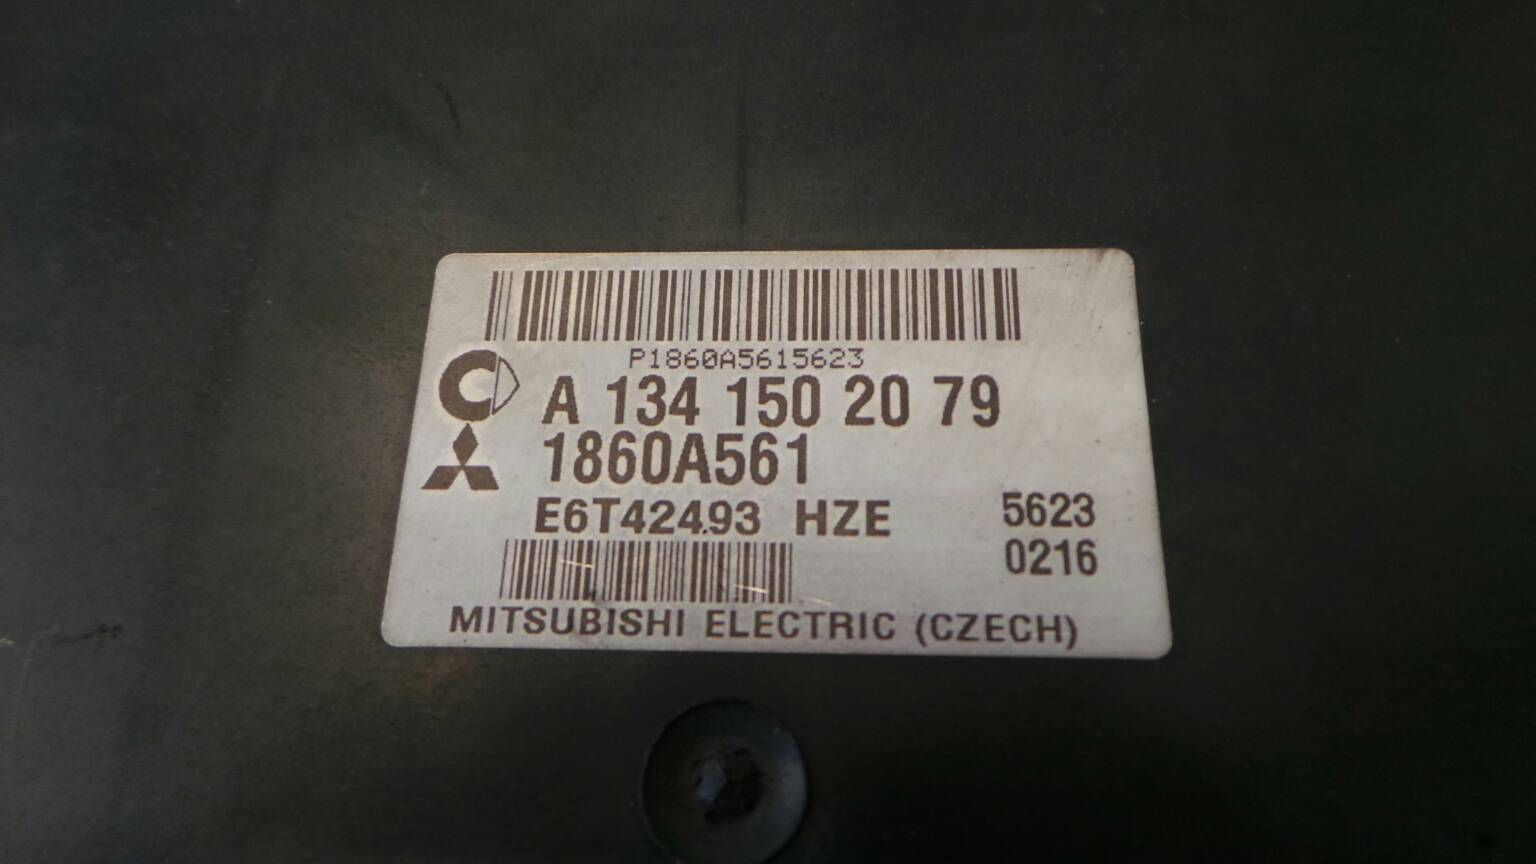 P1860A5615623
A 134 150 20 79
1860A561
E6T42493 HZE
5623
0216
MITSUBISHI ELECTRIC (CZECH)